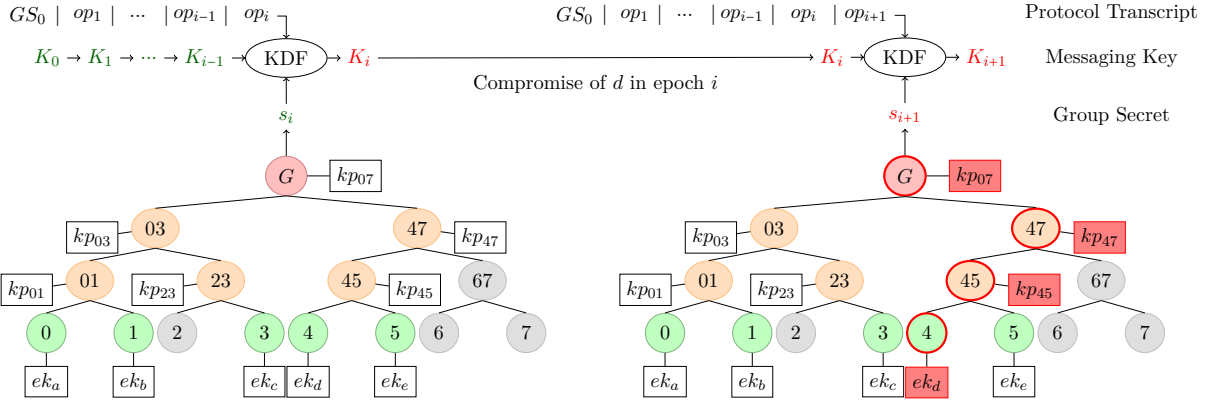 GS₀ | op₁ | ⋯ | opᵢ₋₁ | opᵢ GS₀ | op₁ | ⋯ | opᵢ₋₁ | opᵢ | opᵢ₊₁ Protocol Transcript
K₀ → K₁ → ⋯ → Kᵢ₋₁ → KDF → Kᵢ → Kᵢ → KDF → Kᵢ₊₁ Messaging Key
Compromise of d in epoch i
sᵢ sᵢ₊₁ Group Secret
G kp₀₇ G kp₀₇
03 47 03 47
kp₀₃ kp₄₇ kp₀₃ kp₄₇
01 23 45 67 01 23 45 67
kp₀₁ kp₂₃ kp₄₅ kp₀₁ kp₂₃ kp₄₅
0 1 2 3 4 5 6 7 0 1 2 3 4 5 6 7
ekₐ ek_b ek_c ek_d ekₑ ekₐ ek_b ek_c ek_d ekₑ